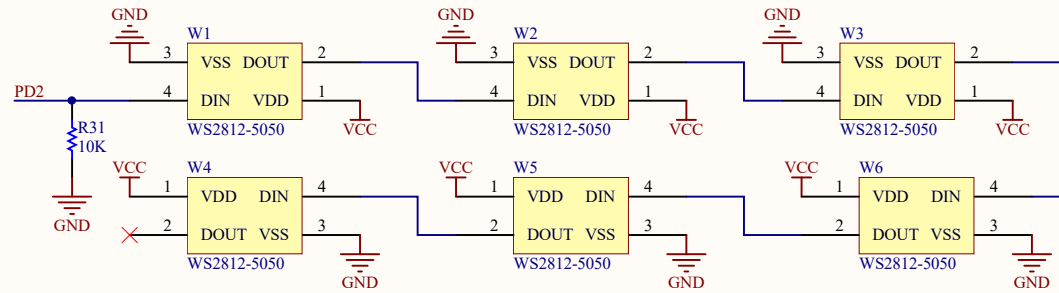 GND GND GND
W1 W2 W3
3 VSS DOUT 2 3 VSS DOUT 2 3 VSS DOUT 2
PD2 4 DIN VDD 1 4 DIN VDD 1 4 DIN VDD 1
WS2812-5050 VCC WS2812-5050 VCC WS2812-5050 VCC
R31
10K
VCC W4 VCC W5 VCC W6
1 VDD DIN 4 1 VDD DIN 4 1 VDD DIN 4
GND 2 DOUT VSS 3 2 DOUT VSS 3 2 DOUT VSS 3
WS2812-5050 WS2812-5050 WS2812-5050
GND GND GND